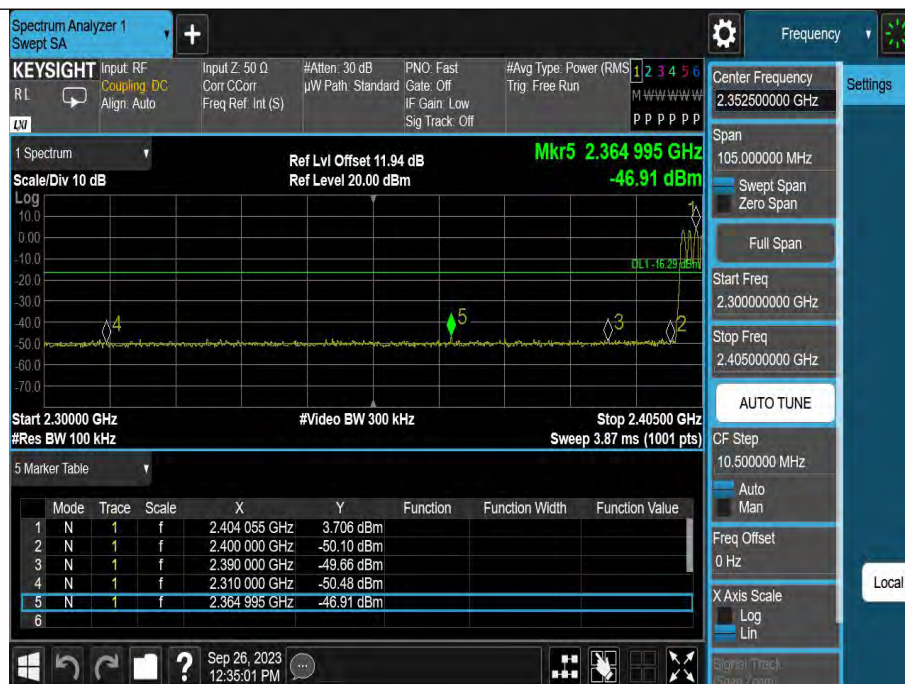 Spectrum Analyzer 1
Swept SA
+
Frequency
KEYSIGHT
RL
LXI
Input: RF
Coupling: DC
Align: Auto
Input Z: 50 Ω
Corr CCorr
Freq Ref: Int (S)
#Atten: 30 dB
µW Path: Standard
PNO: Fast
Gate: Off
IF Gain: Low
Sig Track: Off
#Avg Type: Power (RMS
Trig: Free Run
1 2 3 4 5 6
M W W W W W
P P P P P P
1 Spectrum
Scale/Div 10 dB
Ref Lvl Offset 11.94 dB
Ref Level 20.00 dBm
Mkr5 2.364 995 GHz
-46.91 dBm
Log
10.0
0.00
-10.0
-20.0
-30.0
-40.0
-50.0
-60.0
-70.0
1
DL1 -16.29 dBm
4
5
3
2
Start 2.30000 GHz
#Video BW 300 kHz
Stop 2.40500 GHz
#Res BW 100 kHz
Sweep 3.87 ms (1001 pts)
5 Marker Table
Mode Trace Scale X Y Function Function Width Function Value
1 N 1 f 2.404 055 GHz 3.706 dBm
2 N 1 f 2.400 000 GHz -50.10 dBm
3 N 1 f 2.390 000 GHz -49.66 dBm
4 N 1 f 2.310 000 GHz -50.48 dBm
5 N 1 f 2.364 995 GHz -46.91 dBm
6
Center Frequency
2.352500000 GHz
Settings
Span
105.000000 MHz
Swept Span
Zero Span
Full Span
Start Freq
2.300000000 GHz
Stop Freq
2.405000000 GHz
AUTO TUNE
CF Step
10.500000 MHz
Auto
Man
Freq Offset
0 Hz
Local
X Axis Scale
Log
Lin
Signal Track
(Span Zoom)
?
Sep 26, 2023
12:35:01 PM